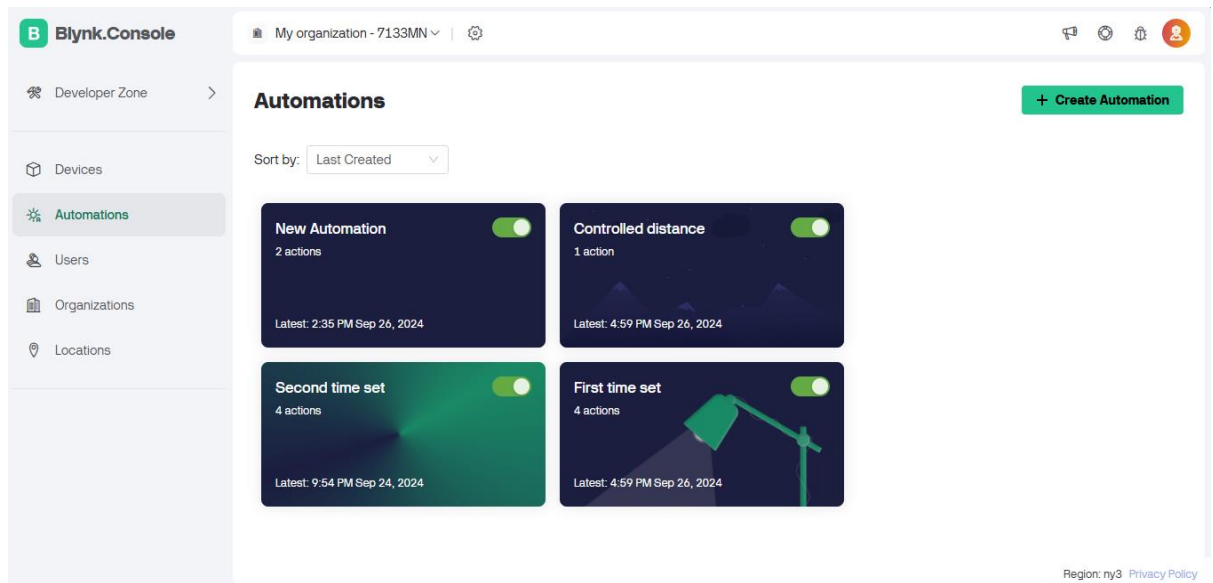 B Blynk.Console
My organization - 7133MN
Developer Zone
Devices
Automations
Users
Organizations
Locations
Automations
+ Create Automation
Sort by: Last Created
New Automation
2 actions
Latest: 2:35 PM Sep 26, 2024
Controlled distance
1 action
Latest: 4:59 PM Sep 26, 2024
Second time set
4 actions
Latest: 9:54 PM Sep 24, 2024
First time set
4 actions
Latest: 4:59 PM Sep 26, 2024
Region: ny3 Privacy Policy